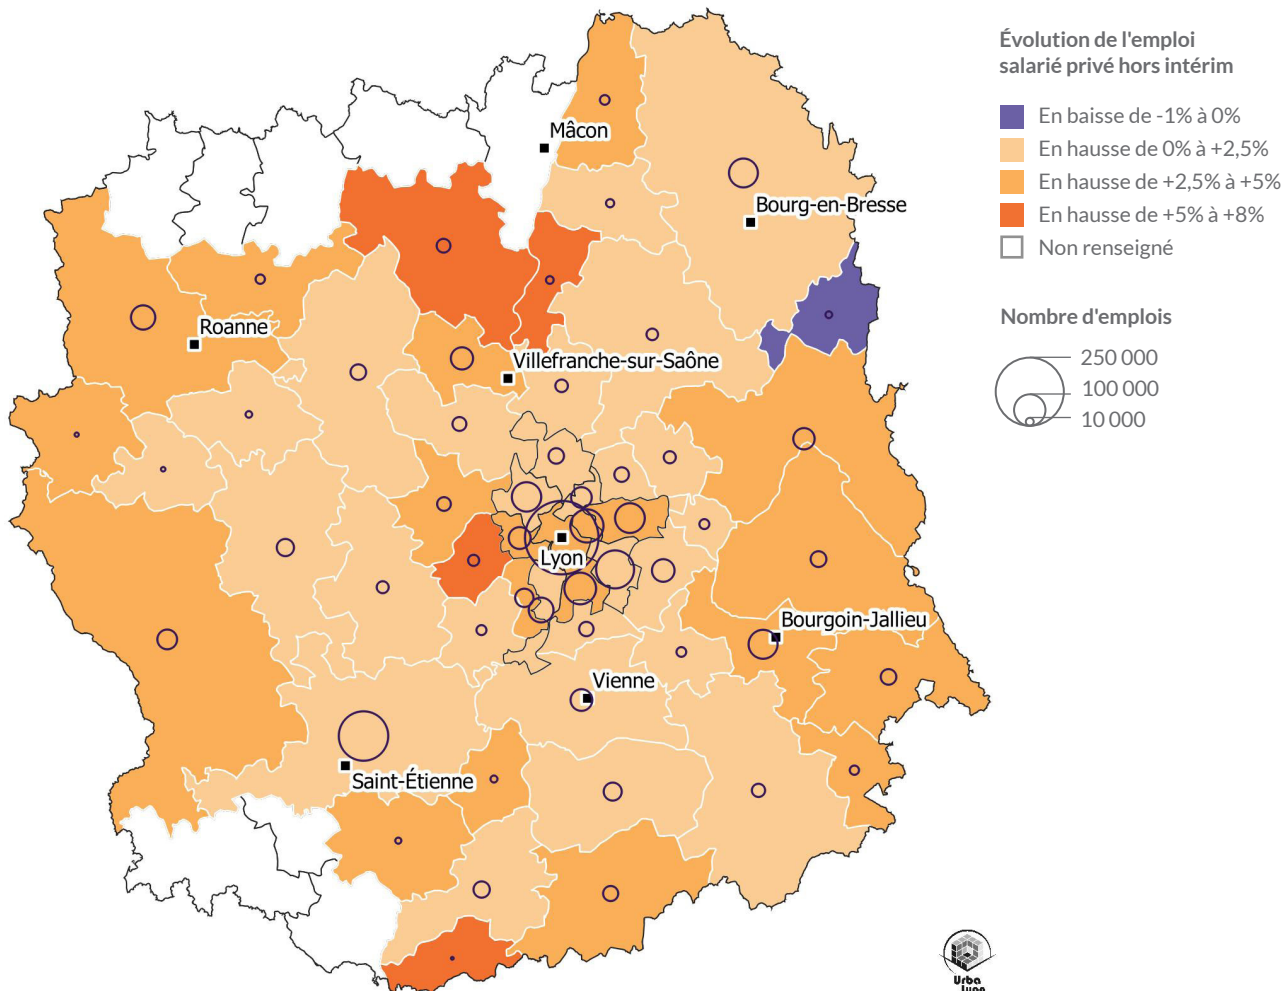 Évolution de l'emploi
salarié privé hors intérim
En baisse de -1% à 0%
En hausse de 0% à +2,5%
En hausse de +2,5% à +5%
En hausse de +5% à +8%
Non renseigné
Nombre d'emplois
250 000
100 000
10 000
Mâcon
Bourg-en-Bresse
Roanne
Villefranche-sur-Saône
Lyon
Bourgoin-Jallieu
Vienne
Saint-Étienne
Urba
Lyon